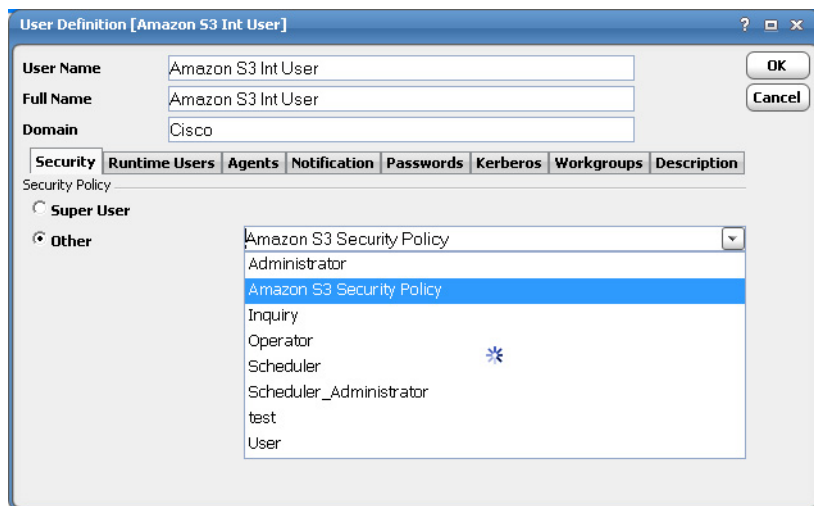 User Definition [Amazon S3 Int User] ?
User Name Amazon S3 Int User OK
Full Name Amazon S3 Int User Cancel
Domain Cisco
Security Runtime Users Agents Notification Passwords Kerberos Workgroups Description
Security Policy
Super User
Other Amazon S3 Security Policy
Administrator
Amazon S3 Security Policy
Inquiry
Operator
Scheduler
Scheduler_Administrator
test
User